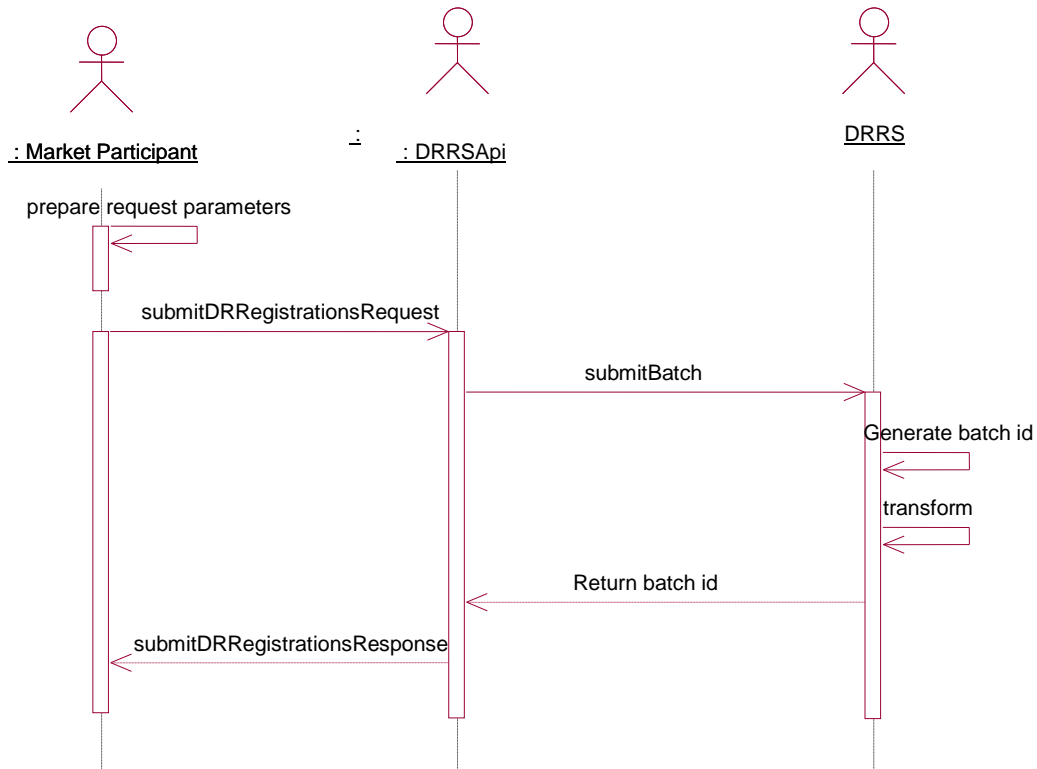 DRRS
: Market Participant
:
: DRRSApi
prepare request parameters
submitDRRegistrationsRequest
submitBatch
Generate batch id
transform
Return batch id
submitDRRegistrationsResponse